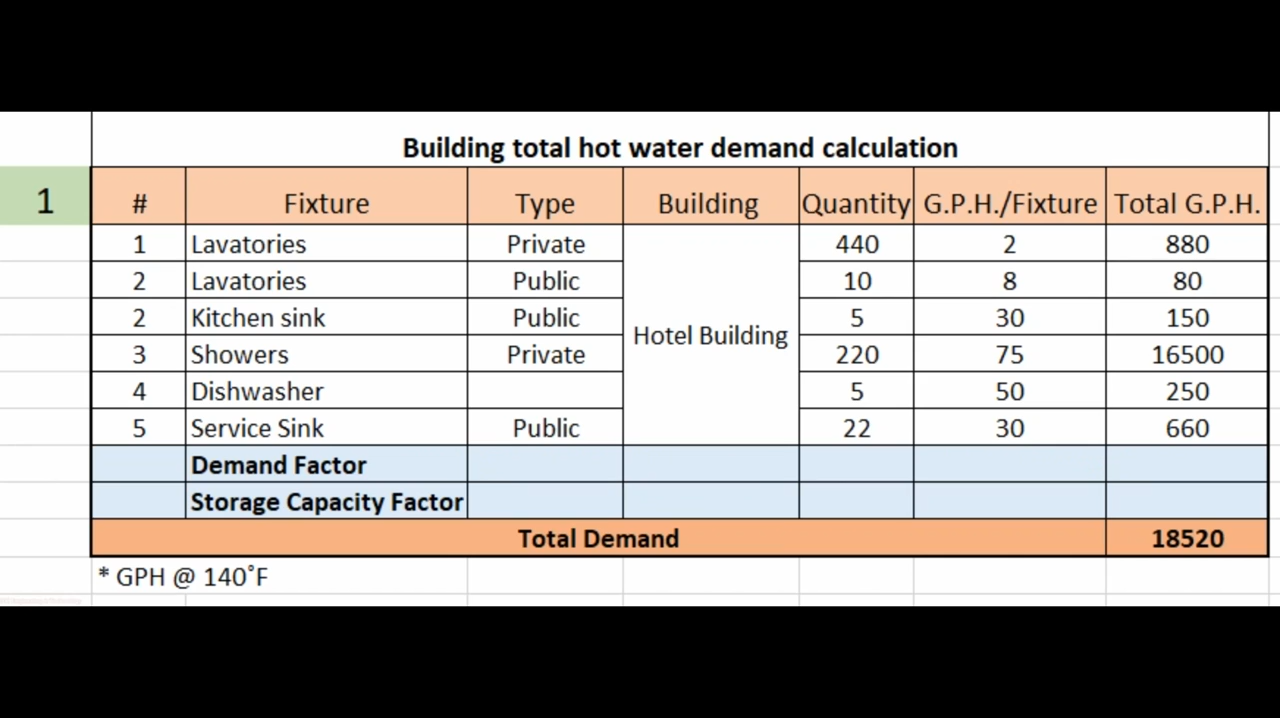 Building total hot water demand calculation
1 # Fixture Type Building Quantity G.P.H./Fixture Total G.P.H.
1 Lavatories Private 440 2 880
2 Lavatories Public 10 8 80
2 Kitchen sink Public 5 30 150
Hotel Building
3 Showers Private 220 75 16500
4 Dishwasher 5 50 250
5 Service Sink Public 22 30 660
Demand Factor
Storage Capacity Factor
Total Demand 18520
* GPH @ 140˚F